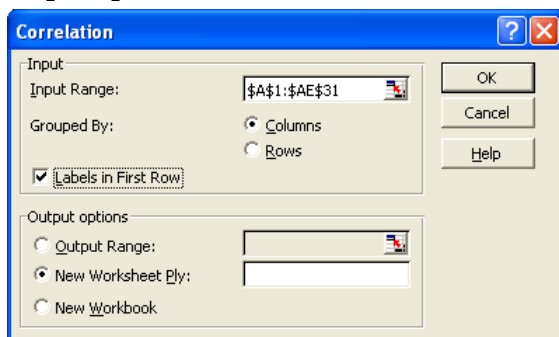 Correlation
Input
Input Range:
$A$1:$AE$31
Grouped By:
Columns
Rows
Labels in First Row
Output options
Output Range:
New Worksheet Ply:
New Workbook
OK
Cancel
Help